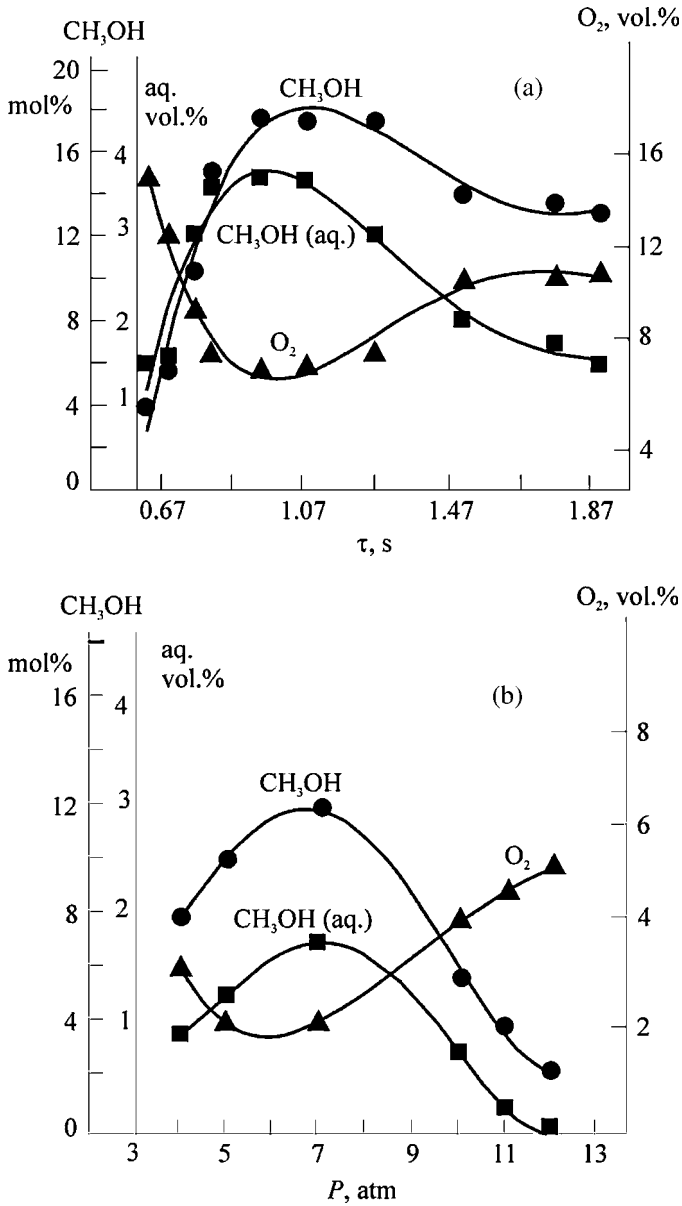 CH₃OH
O₂, vol.%
20
mol%
aq.
vol.%
CH₃OH
(a)
16
4
16
3
12
CH₃OH (aq.)
12
8
2
O₂
8
4
1
4
0
0.67 1.07 1.47 1.87
τ, s
CH₃OH
O₂, vol.%
mol%
aq.
vol.%
(b)
16
4
8
CH₃OH
12
3
6
O₂
8
2
CH₃OH (aq.)
4
4
1
2
0
3 5 7 9 11 13
P, atm